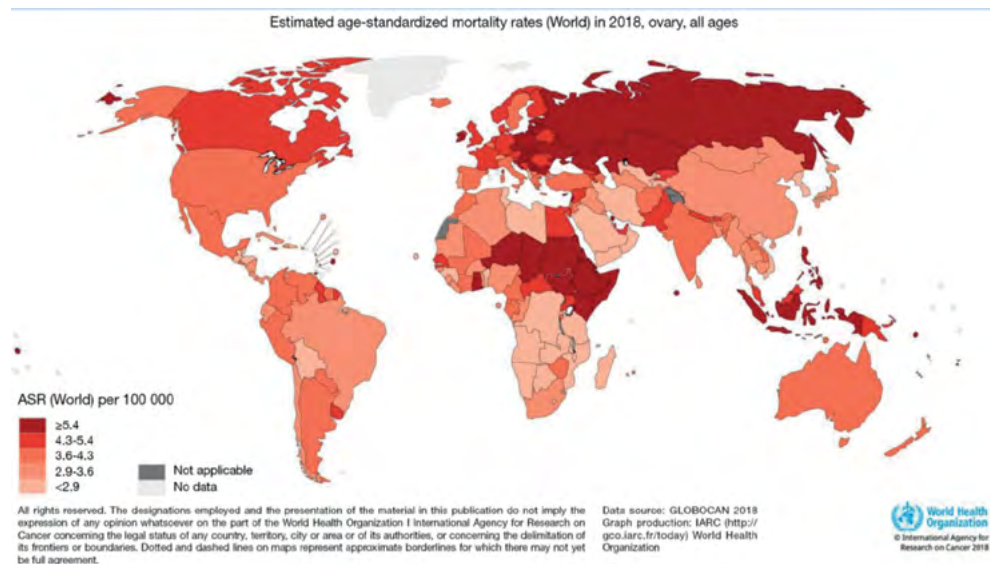 Estimated age-standardized mortality rates (World) in 2018, ovary, all ages
ASR (World) per 100 000
≥5.4
4.3-5.4
3.6-4.3
2.9-3.6
<2.9
Not applicable
No data
All rights reserved. The designations employed and the presentation of the material in this publication do not imply the
expression of any opinion whatsoever on the part of the World Health Organization I International Agency for Research on
Cancer concerning the legal status of any country, territory, city or area or of its authorities, or concerning the delimitation of
its frontiers or boundaries. Dotted and dashed lines on maps represent approximate borderlines for which there may not yet
be full agreement.
Data source: GLOBOCAN 2018
Graph production: IARC (http://
gco.iarc.fr/today) World Health
Organization
World Health
Organization
© International Agency for
Research on Cancer 2018